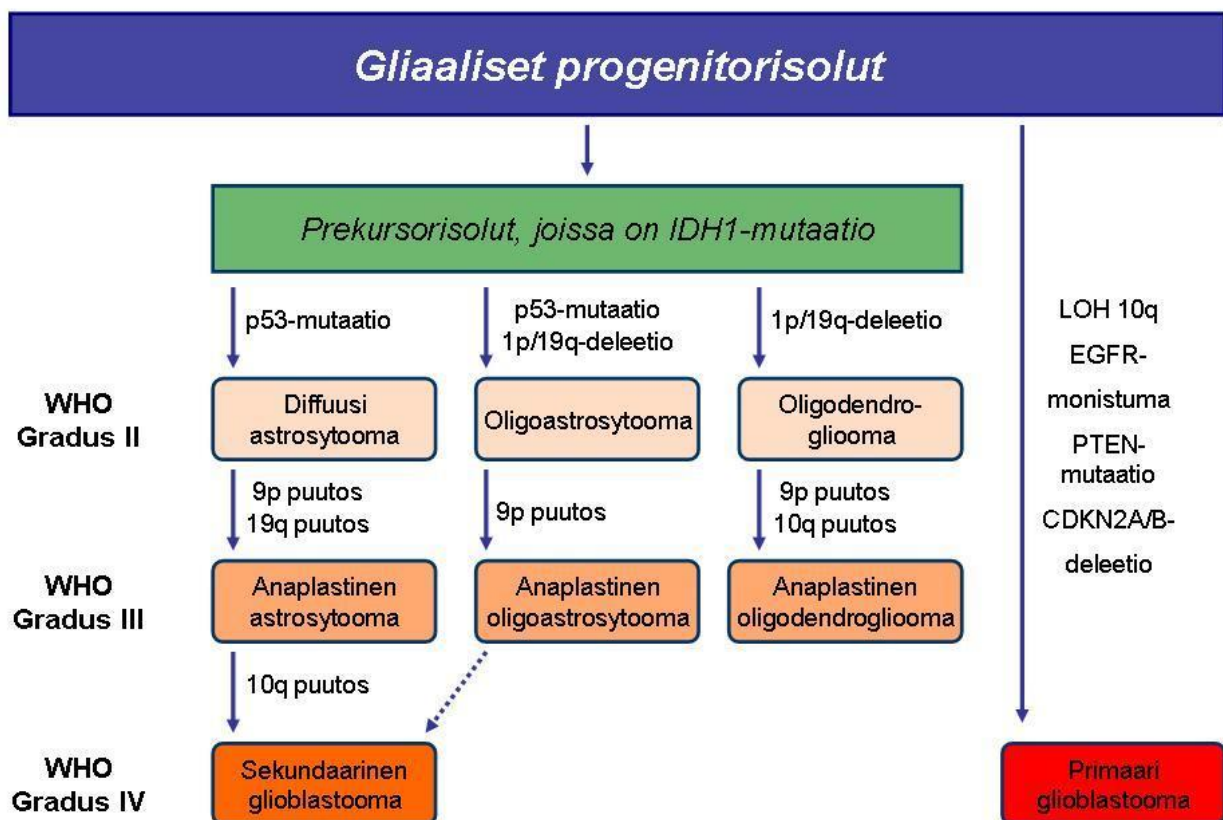 Gliaaliset progenitorisolut
Prekursorisolut, joissa on IDH1-mutaatio
p53-mutaatio
p53-mutaatio
1p/19q-deleetio
1p/19q-deleetio
LOH 10q
EGFR-
monistuma
PTEN-
mutaatio
CDKN2A/B-
deleetio
WHO
Gradus II
Diffuusi
astrosytooma
Oligoastrosytooma
Oligodendro-
gliooma
9p puutos
19q puutos
9p puutos
9p puutos
10q puutos
WHO
Gradus III
Anaplastinen
astrosytooma
Anaplastinen
oligoastrosytooma
Anaplastinen
oligodendrogliooma
10q puutos
WHO
Gradus IV
Sekundaarinen
glioblastooma
Primaari
glioblastooma